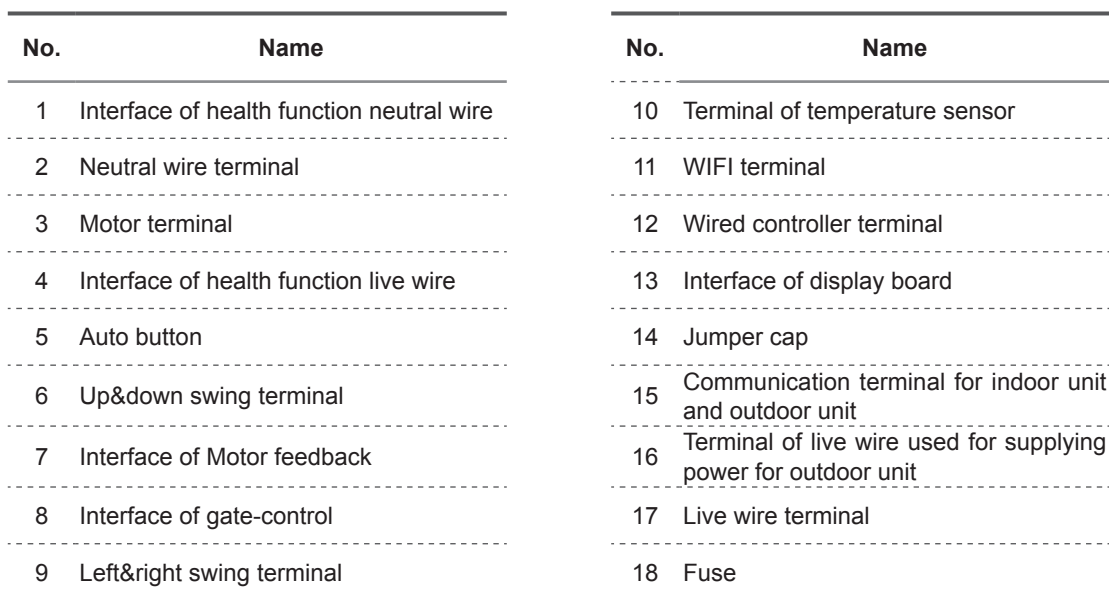 No. Name
1 Interface of health function neutral wire
2 Neutral wire terminal
3 Motor terminal
4 Interface of health function live wire
5 Auto button
6 Up&down swing terminal
7 Interface of Motor feedback
8 Interface of gate-control
9 Left&right swing terminal
No. Name
10 Terminal of temperature sensor
11 WIFI terminal
12 Wired controller terminal
13 Interface of display board
14 Jumper cap
15 Communication terminal for indoor unit
and outdoor unit
16 Terminal of live wire used for supplying
power for outdoor unit
17 Live wire terminal
18 Fuse